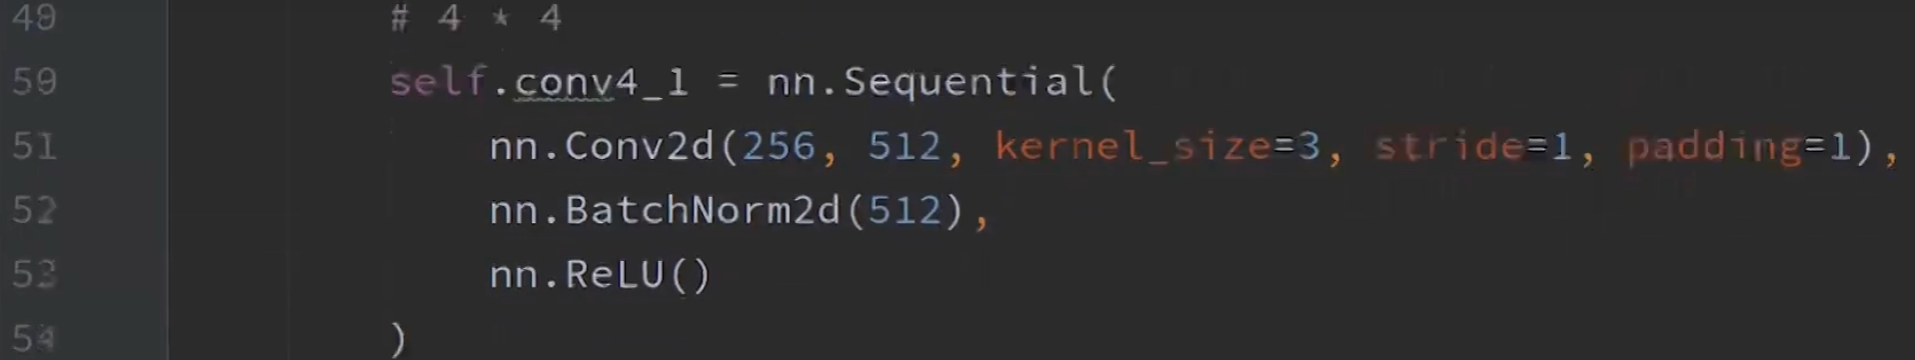 49 # 4 * 4
50 self.conv4_1 = nn.Sequential(
51 nn.Conv2d(256, 512, kernel_size=3, stride=1, padding=1),
52 nn.BatchNorm2d(512),
53 nn.ReLU()
54 )